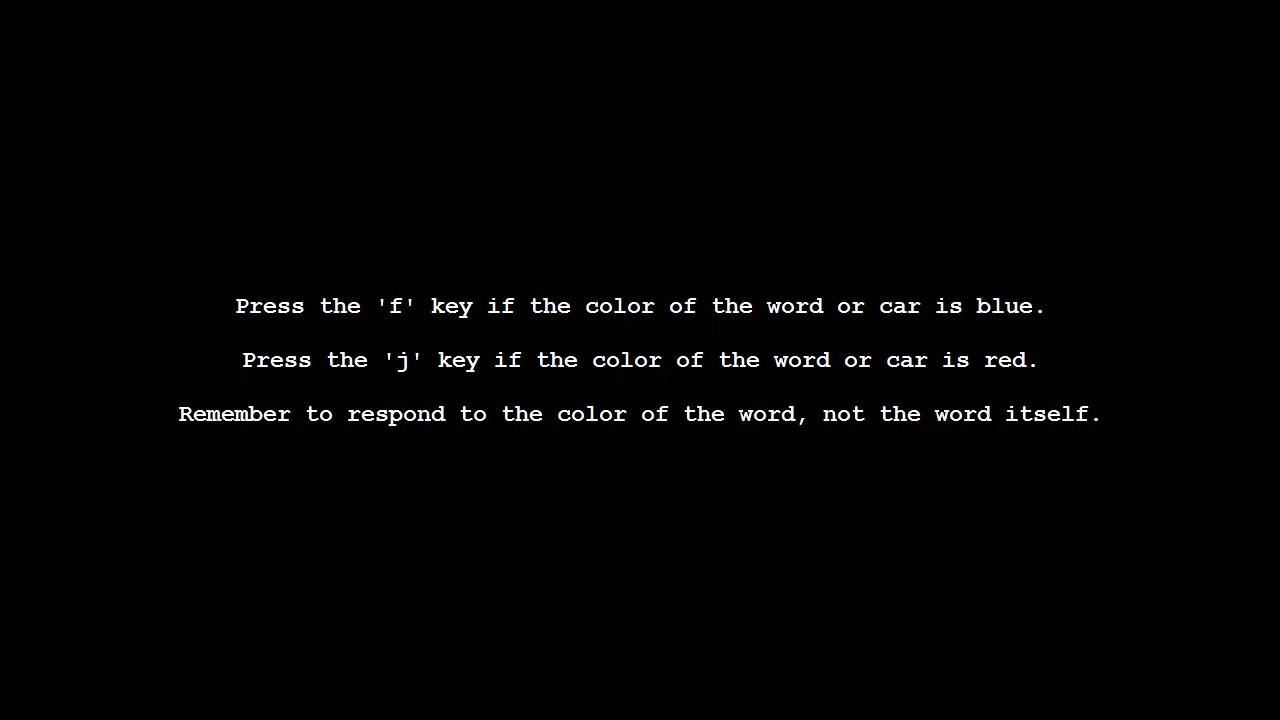 Press the 'f' key if the color of the word or car is blue.
Press the 'j' key if the color of the word or car is red.
Remember to respond to the color of the word, not the word itself.